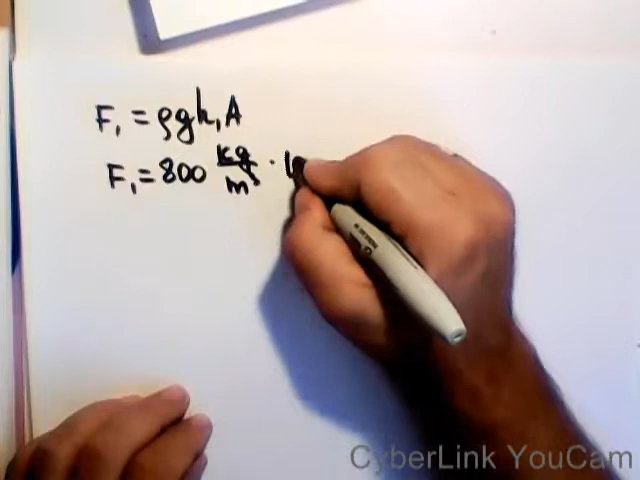 F₁ = ρgh₁A
F₁ = 800 kg/m³ ·
CyberLink YouCam